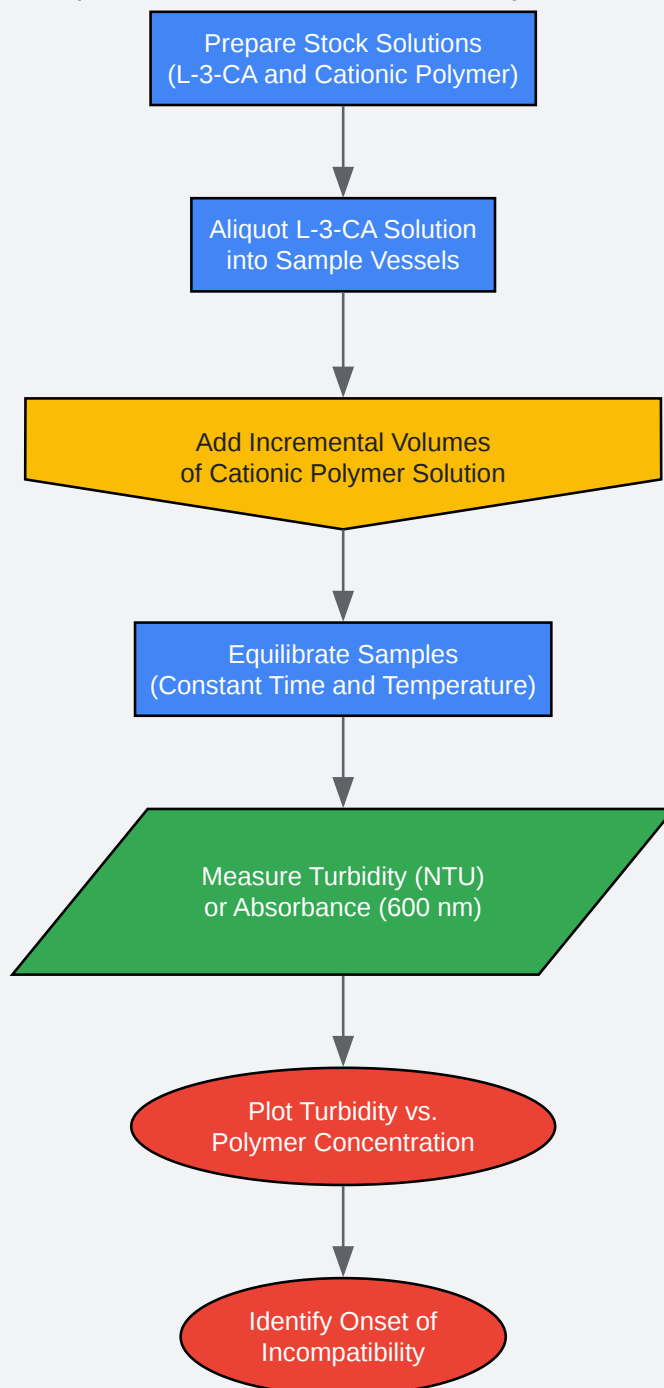 Prepare Stock Solutions
(L-3-CA and Cationic Polymer)
Aliquot L-3-CA Solution
into Sample Vessels
Add Incremental Volumes
of Cationic Polymer Solution
Equilibrate Samples
(Constant Time and Temperature)
Measure Turbidity (NTU)
or Absorbance (600 nm)
Plot Turbidity vs.
Polymer Concentration
Identify Onset of
Incompatibility